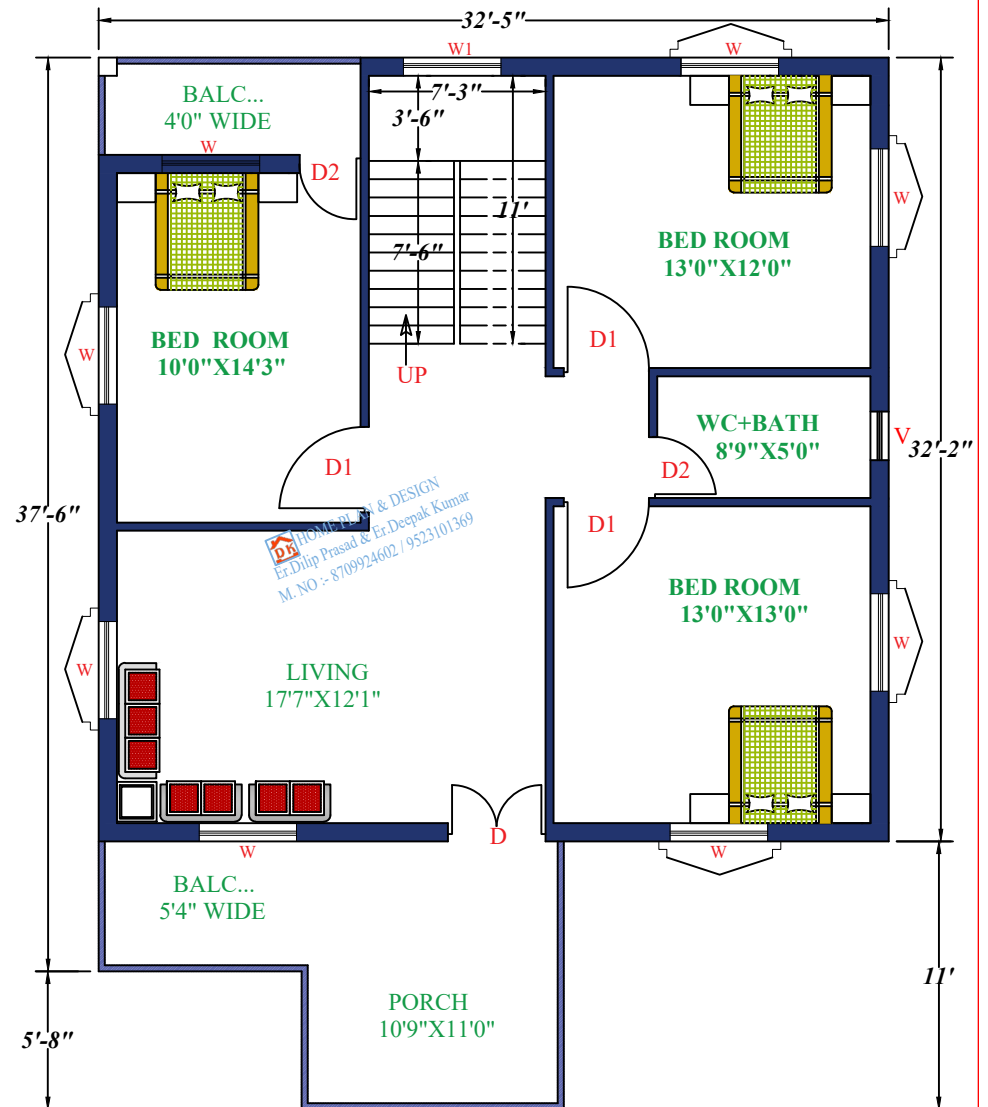 32'-5"
W1
W
BALC...
4'0" WIDE
7'-3"
3'-6"
W
D2
W
11'
7'-6"
BED ROOM
13'0"X12'0"
BED ROOM
10'0"X14'3"
W
UP
D1
WC+BATH
8'9"X5'0"
V
32'-2"
D1
D2
37'-6"
D1
DK
HOME PLAN & DESIGN
Er.Dilip Prasad & Er.Deepak Kumar
M. NO :- 8709924602 / 9523101369
BED ROOM
13'0"X13'0"
W
W
LIVING
17'7"X12'1"
D
W
W
BALC...
5'4" WIDE
11'
PORCH
10'9"X11'0"
5'-8"